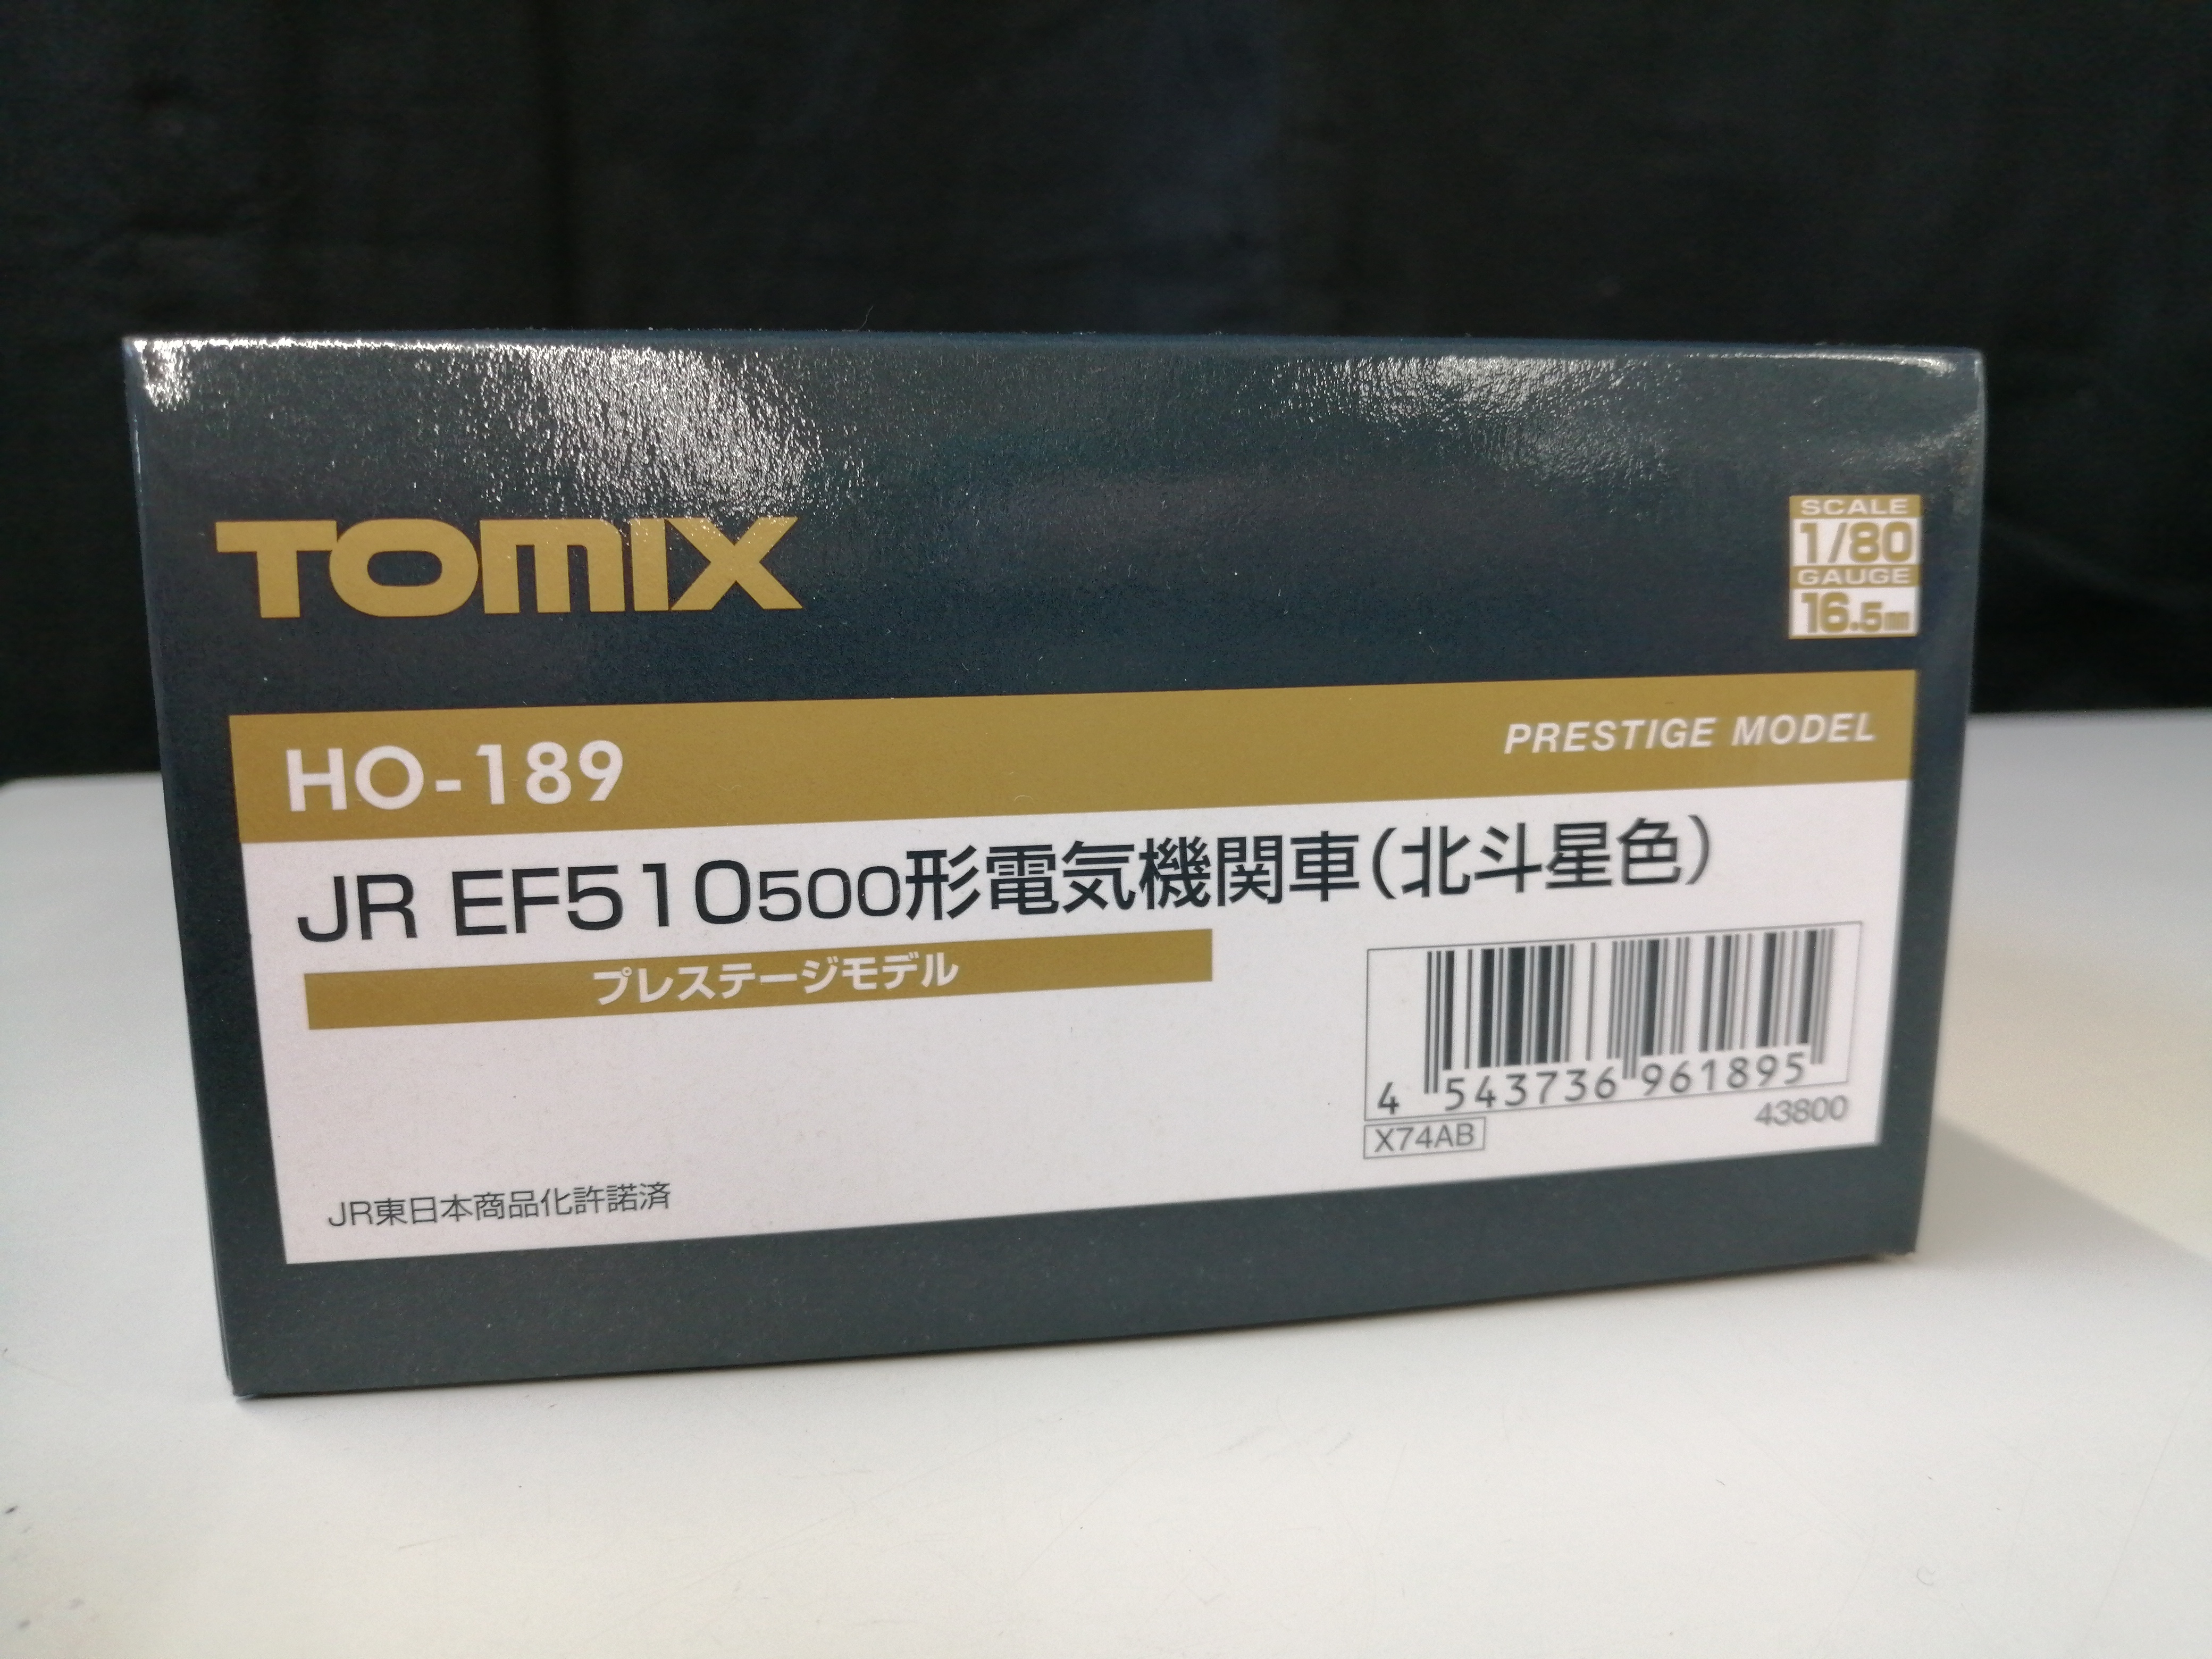 TOMIX
SCALE
1/80
GAUGE
16.5mm
HO-189
PRESTIGE MODEL
JR EF510500形電気機関車(北斗星色)
プレステージモデル
4 543736 961895
X74AB
43800
JR東日本商品化許諾済